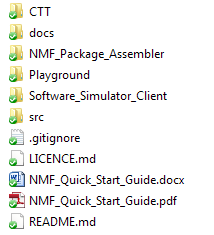 CTT
docs
NMF_Package_Assembler
Playground
Software_Simulator_Client
src
.gitignore
LICENCE.md
NMF_Quick_Start_Guide.docx
NMF_Quick_Start_Guide.pdf
README.md